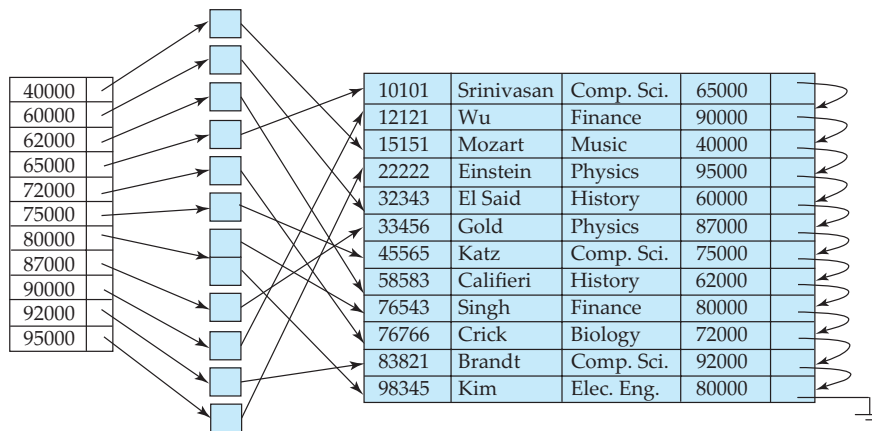 40000
60000
62000
65000
72000
75000
80000
87000
90000
92000
95000
10101 Srinivasan Comp. Sci. 65000
12121 Wu Finance 90000
15151 Mozart Music 40000
22222 Einstein Physics 95000
32343 El Said History 60000
33456 Gold Physics 87000
45565 Katz Comp. Sci. 75000
58583 Califieri History 62000
76543 Singh Finance 80000
76766 Crick Biology 72000
83821 Brandt Comp. Sci. 92000
98345 Kim Elec. Eng. 80000